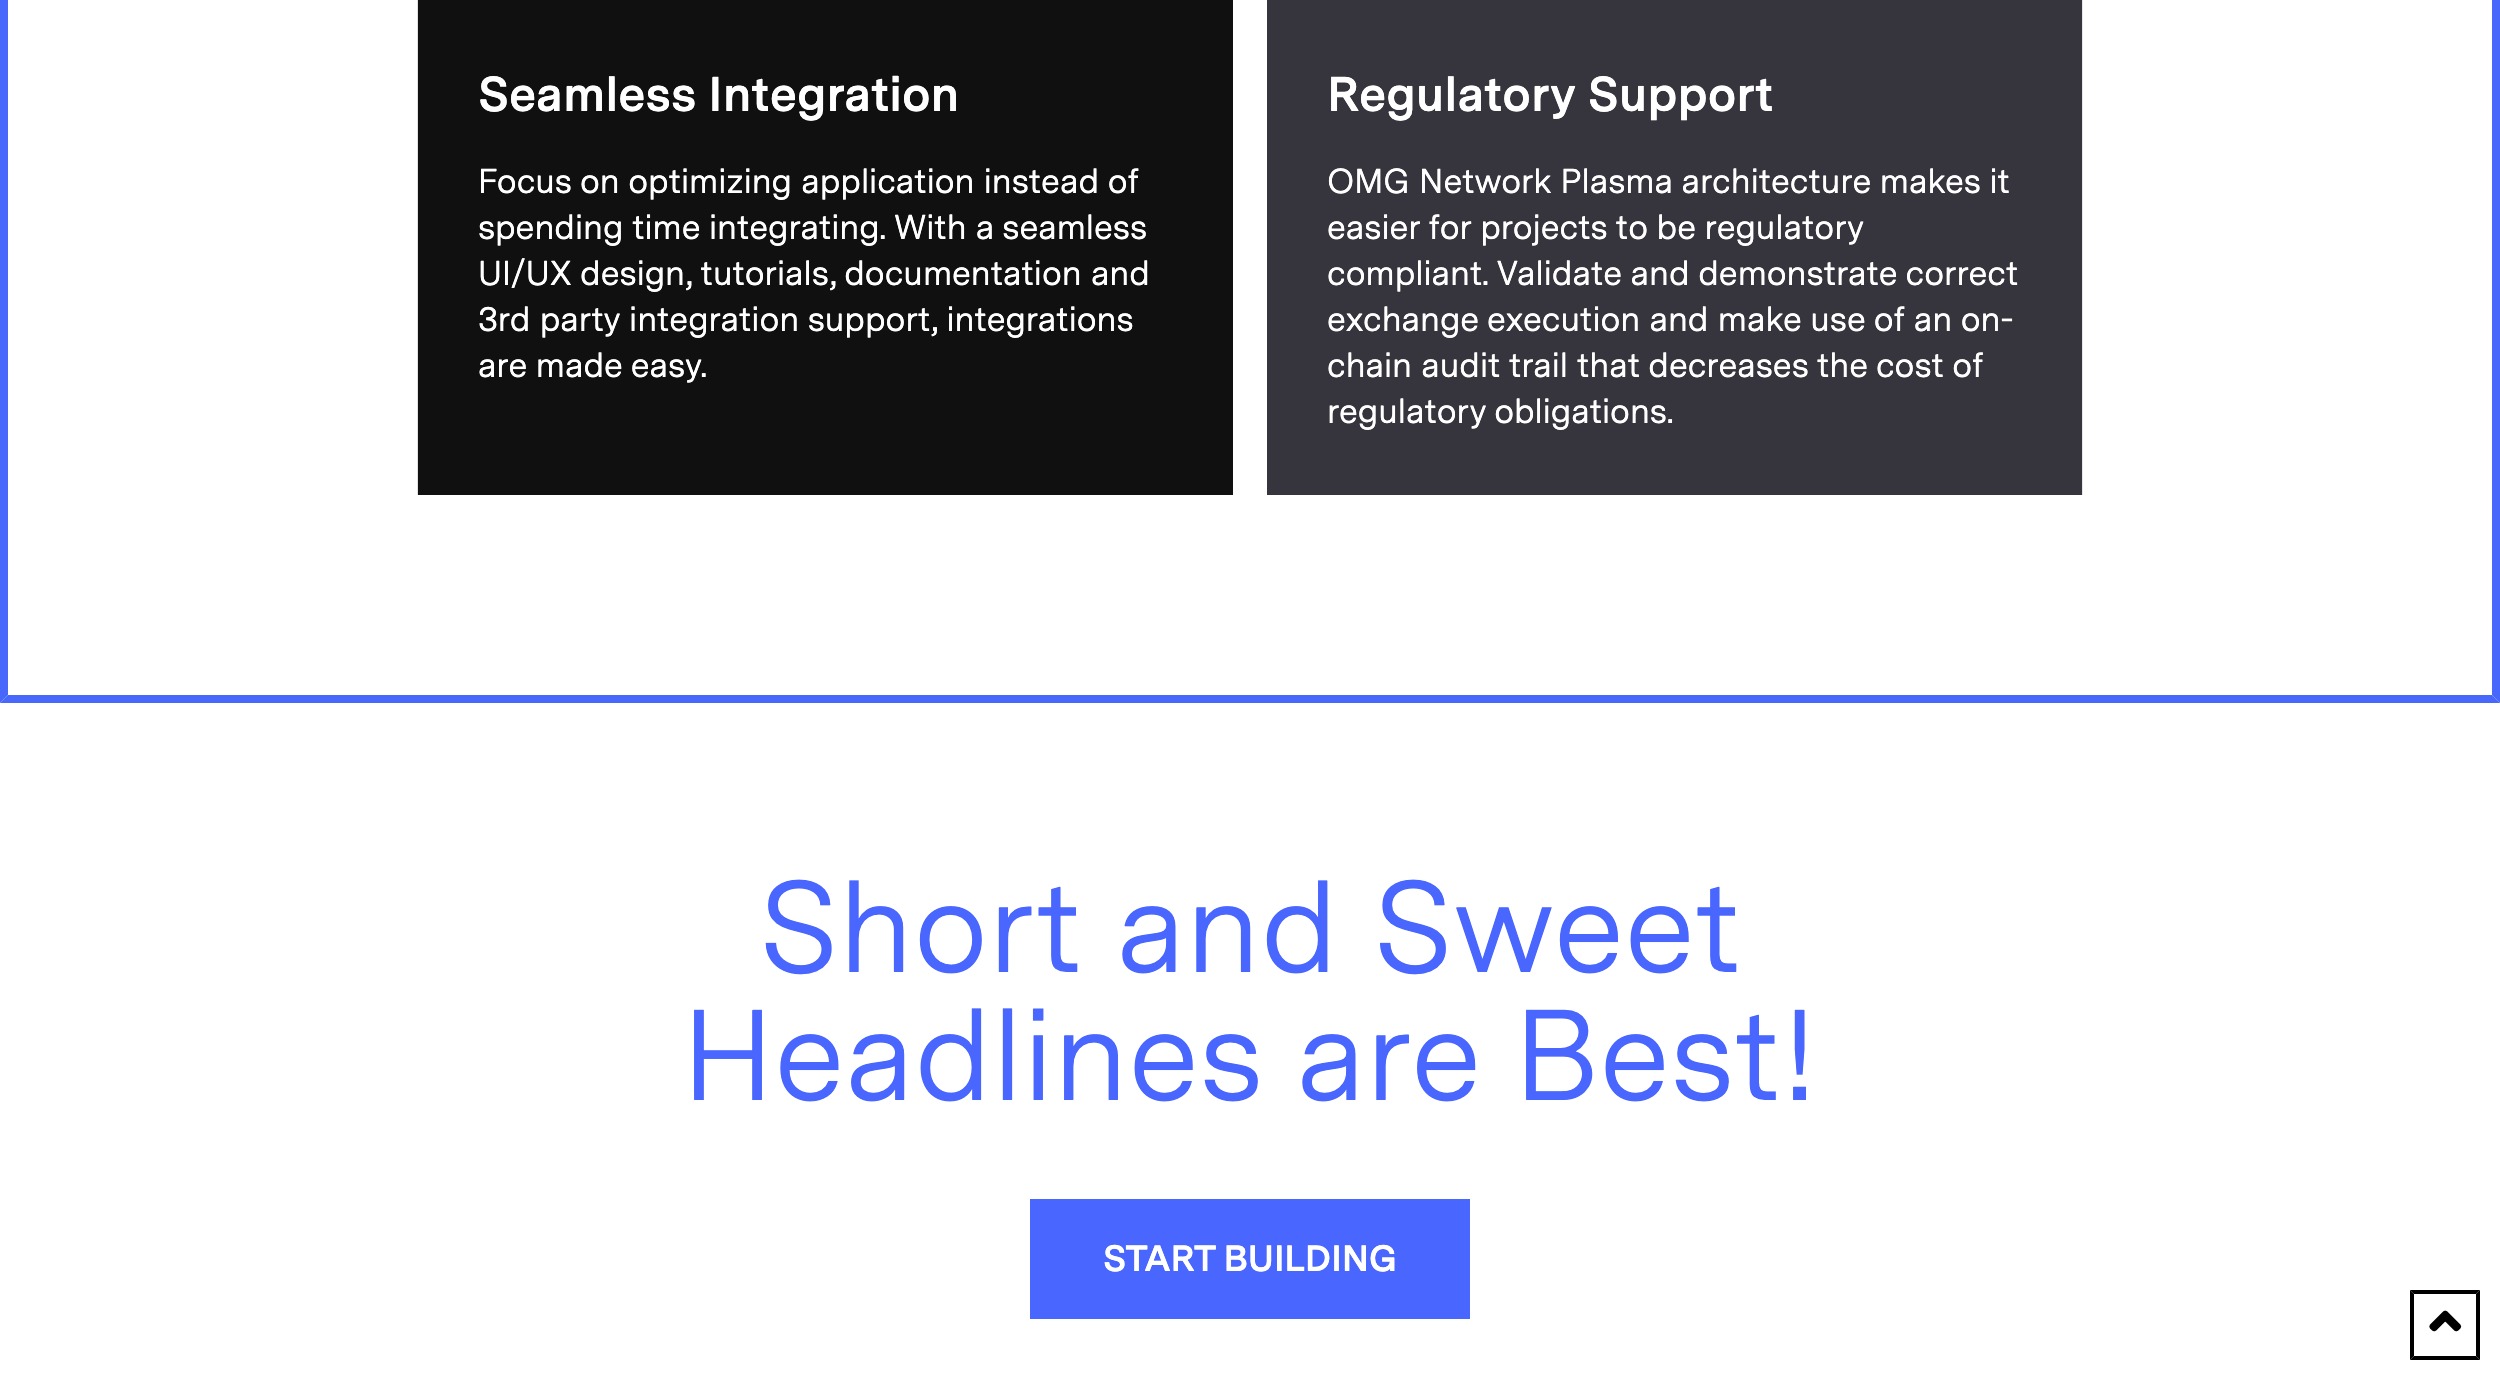 Seamless Integration
Focus on optimizing application instead of
spending time integrating. With a seamless
UI/UX design, tutorials, documentation and
3rd party integration support, integrations
are made easy.
Regulatory Support
OMG Network Plasma architecture makes it
easier for projects to be regulatory
compliant. Validate and demonstrate correct
exchange execution and make use of an on-
chain audit trail that decreases the cost of
regulatory obligations.
Short and Sweet
Headlines are Best!
START BUILDING